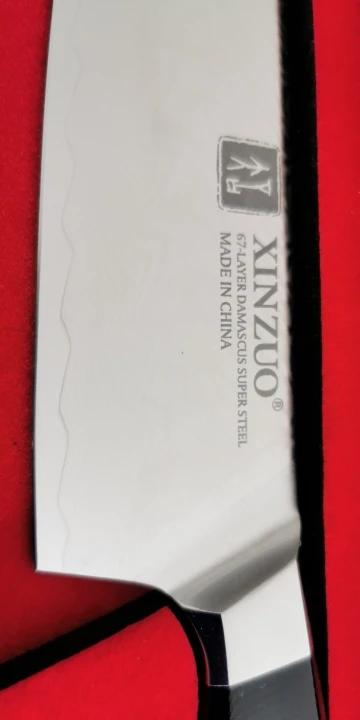 XINZUO®
67-LAYER DAMASCUS SUPER STEEL
MADE IN CHINA